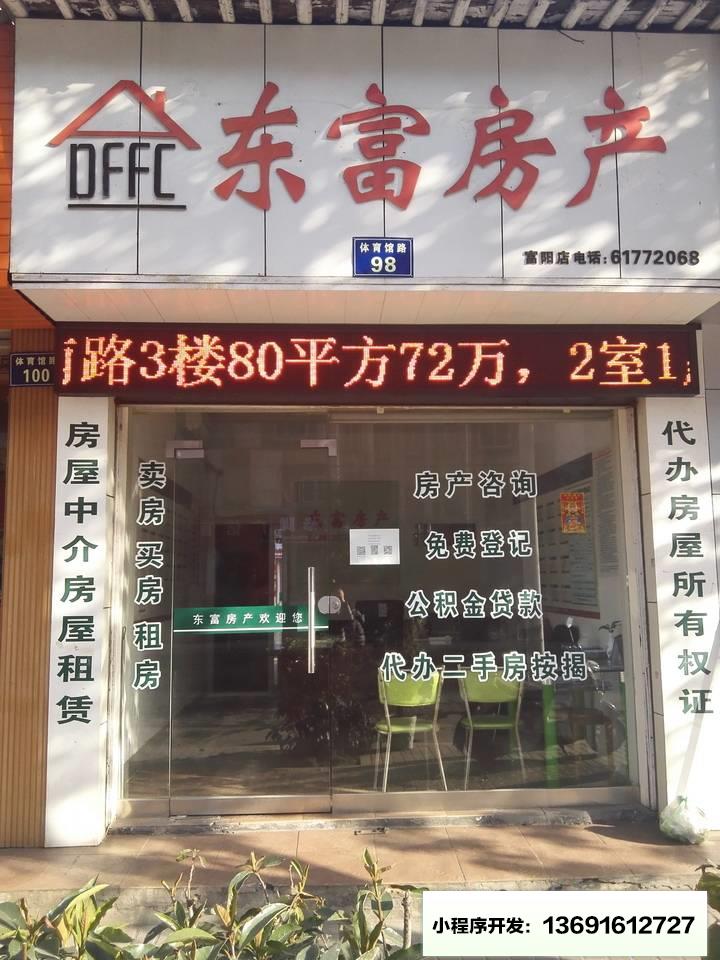 东富房产
DFFC
体育馆路
98
富阳店电话:61772068
路3楼80平方72万，2室1
体育馆路
100
房屋中介房屋租赁
卖房买房租房
房产咨询
免费登记
公积金贷款
代办二手房按揭
东富房产
东富房产欢迎您
代办房屋所有权证
小程序开发：13691612727